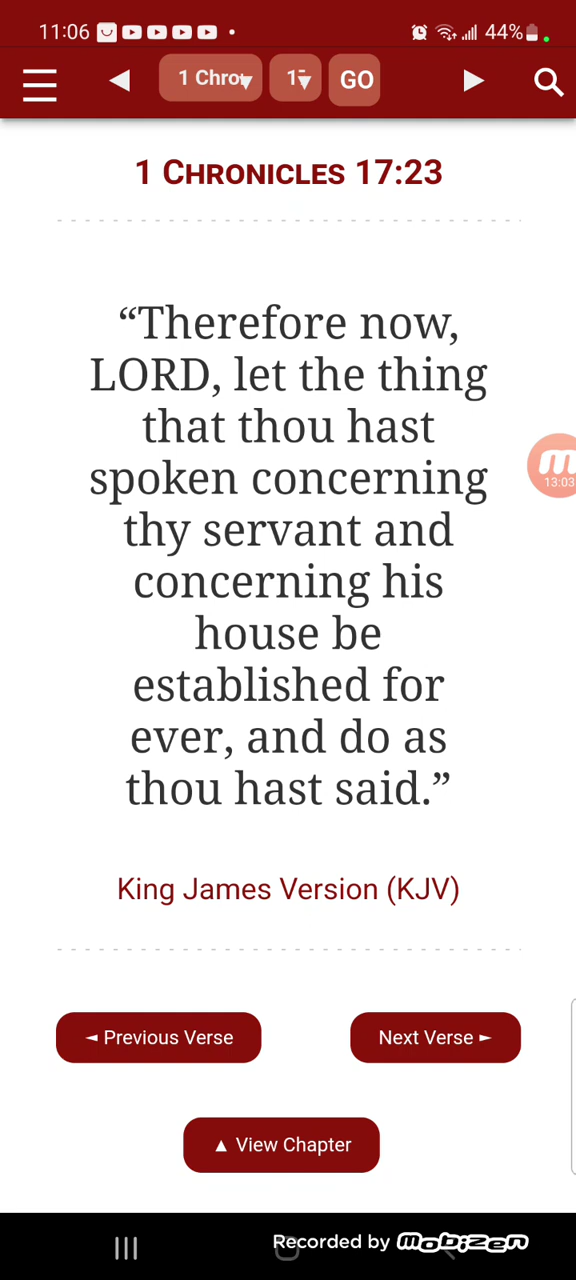 11:06 44%
1 Chro GO
1 CHRONICLES 17:23
“Therefore now,
LORD, let the thing
that thou hast
spoken concerning
thy servant and
concerning his
house be
established for
ever, and do as
thou hast said.”
13:03
King James Version (KJV)
◄ Previous Verse Next Verse ►
▲ View Chapter
Recorded by mobizen